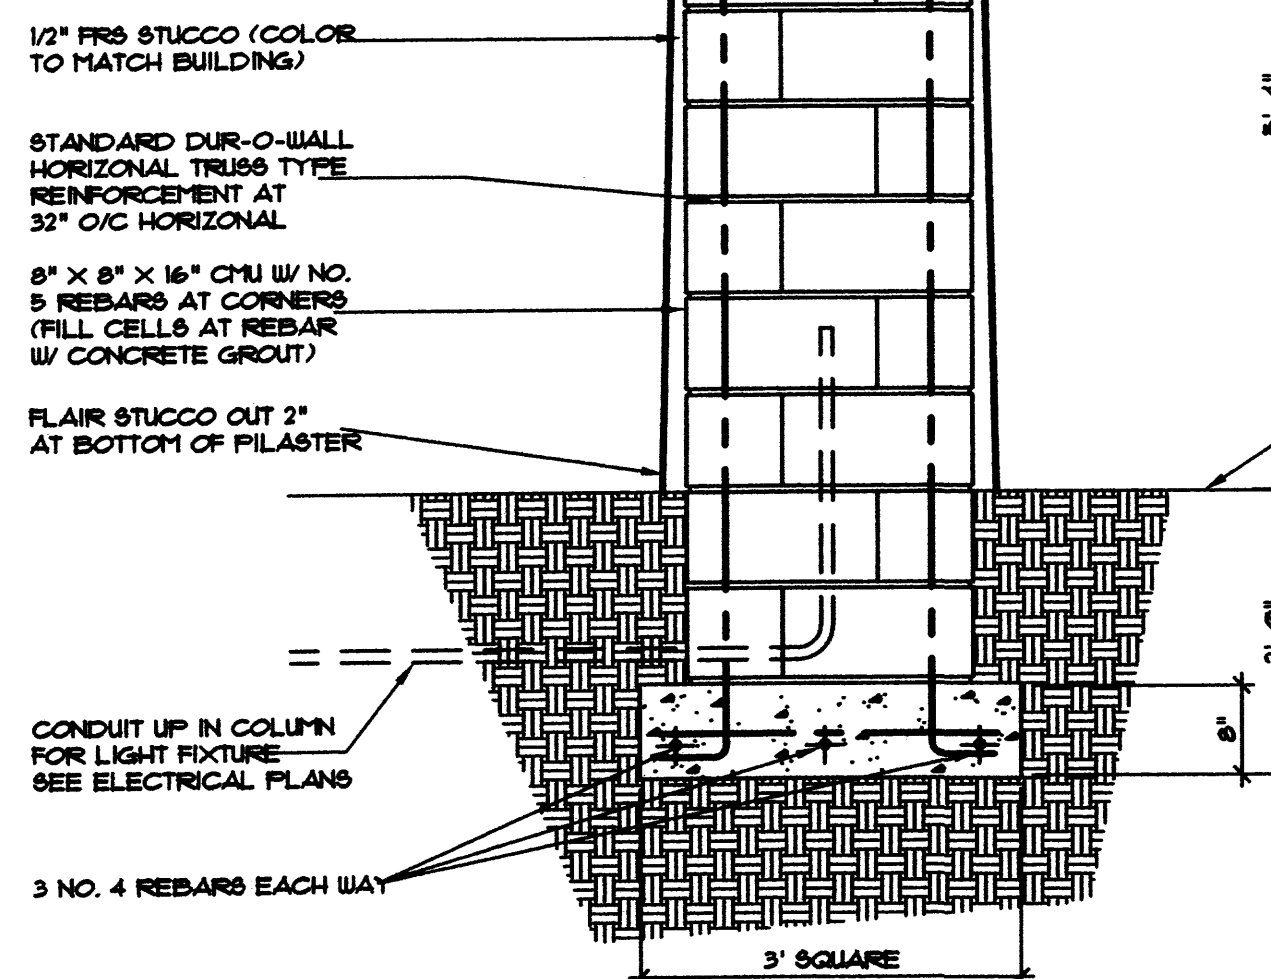 1/2" FRS STUCCO (COLOR
TO MATCH BUILDING)
STANDARD DUR-O-WALL
HORIZONAL TRUSS TYPE
REINFORCEMENT AT
32" O/C HORIZONAL
8" X 8" X 16" CMU W/ NO.
5 REBARS AT CORNERS
(FILL CELLS AT REBAR
W/ CONCRETE GROUT)
FLAIR STUCCO OUT 2"
AT BOTTOM OF PILASTER
CONDUIT UP IN COLUMN
FOR LIGHT FIXTURE
SEE ELECTRICAL PLANS
3 NO. 4 REBARS EACH WAY
8"
3' SQUARE